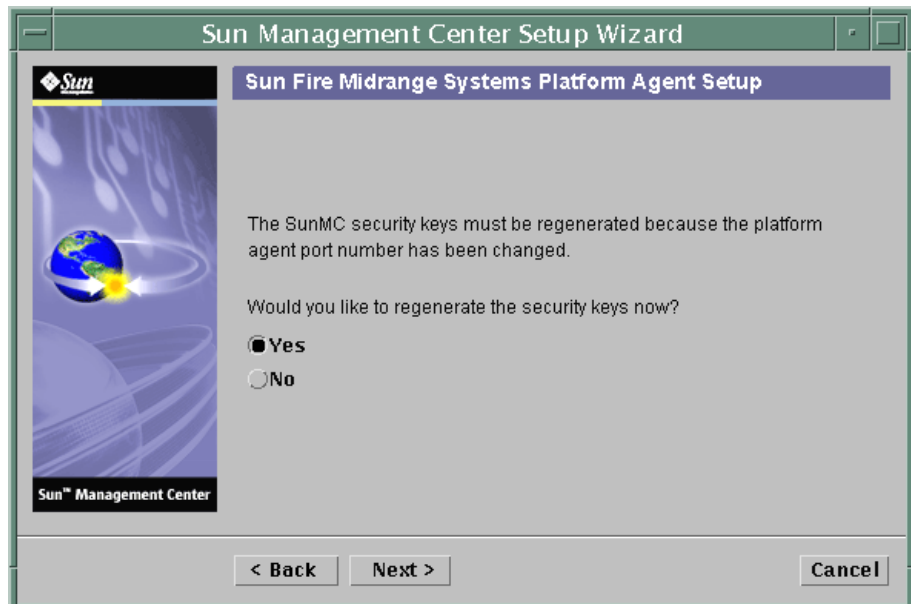 Sun Management Center Setup Wizard
Sun
Sun Fire Midrange Systems Platform Agent Setup
The SunMC security keys must be regenerated because the platform
agent port number has been changed.
Would you like to regenerate the security keys now?
Yes
No
Sun™ Management Center
< Back
Next >
Cancel